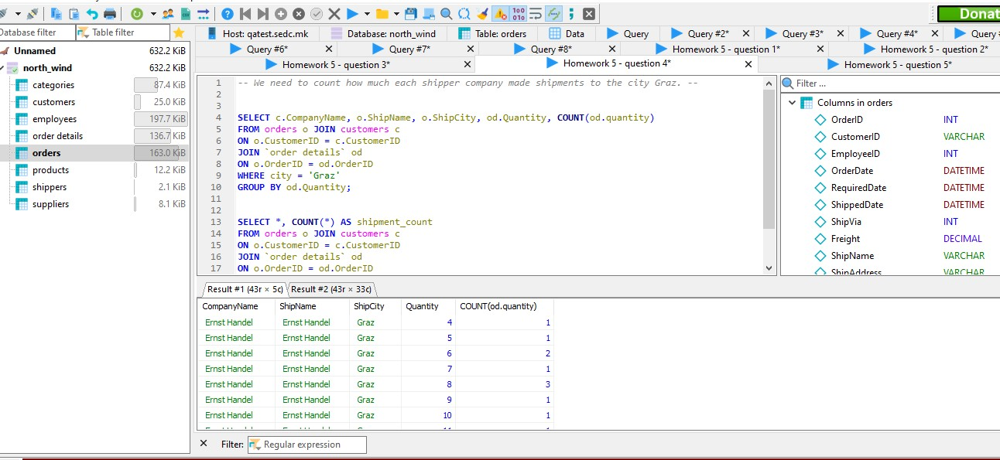 Donat
Database filter
Table filter
Host: qatest.sedc.mk
Database: north_wind
Table: orders
Data
Query
Query #2*
Query #3*
Query #4*
Query
Query #6*
Query #7*
Query #8*
Homework 5 - question 1*
Homework 5 - question 2*
Homework 5 - question 3*
Homework 5 - question 4*
Homework 5 - question 5*
Unnamed 632.2 KiB
north_wind 632.2 KiB
categories 87.4 KiB
customers 25.0 KiB
employees 197.7 KiB
order details 136.7 KiB
orders 163.0 KiB
products 12.2 KiB
shippers 2.1 KiB
suppliers 8.1 KiB
1 -- We need to count how much each shipper company made shipments to the city Graz. --
2
3
4 SELECT c.CompanyName, o.ShipName, o.ShipCity, od.Quantity, COUNT(od.quantity)
5 FROM orders o JOIN customers c
6 ON o.CustomerID = c.CustomerID
7 JOIN `order details` od
8 ON o.OrderID = od.OrderID
9 WHERE city = 'Graz'
10 GROUP BY od.Quantity;
11
12
13 SELECT *, COUNT(*) AS shipment_count
14 FROM orders o JOIN customers c
15 ON o.CustomerID = c.CustomerID
16 JOIN `order details` od
17 ON o.OrderID = od.OrderID
Filter ...
Columns in orders
OrderID INT
CustomerID VARCHAR
EmployeeID INT
OrderDate DATETIME
RequiredDate DATETIME
ShippedDate DATETIME
ShipVia INT
Freight DECIMAL
ShipName VARCHAR
ShipAddress VARCHAR
Result #1 (43r × 5c) Result #2 (43r × 33c)
CompanyName ShipName ShipCity Quantity COUNT(od.quantity)
Ernst Handel Ernst Handel Graz 4 1
Ernst Handel Ernst Handel Graz 5 1
Ernst Handel Ernst Handel Graz 6 2
Ernst Handel Ernst Handel Graz 7 1
Ernst Handel Ernst Handel Graz 8 3
Ernst Handel Ernst Handel Graz 9 1
Ernst Handel Ernst Handel Graz 10 1
Filter: Regular expression